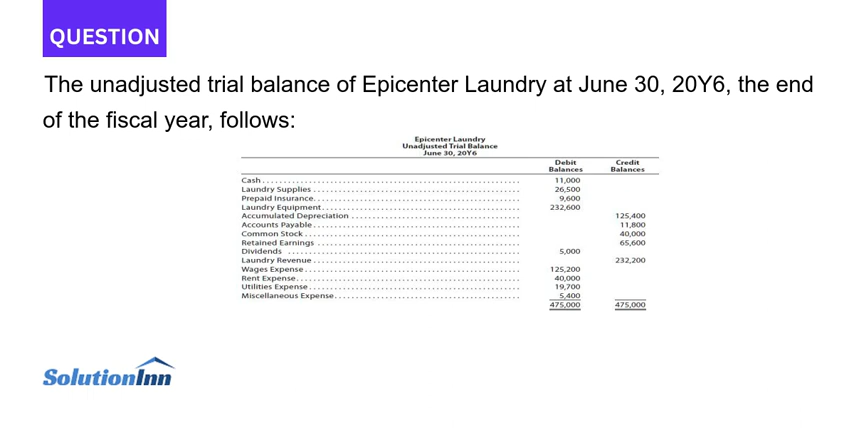 QUESTION
The unadjusted trial balance of Epicenter Laundry at June 30, 20Y6, the end
of the fiscal year, follows:
Epicenter Laundry
Unadjusted Trial Balance
June 30, 20Y6
Debit Balances Credit Balances
Cash 11,000
Laundry Supplies 26,500
Prepaid Insurance 9,600
Laundry Equipment 232,600
Accumulated Depreciation 125,400
Accounts Payable 11,800
Common Stock 40,000
Retained Earnings 65,600
Dividends 5,000
Laundry Revenue 232,200
Wages Expense 125,200
Rent Expense 40,000
Utilities Expense 19,700
Miscellaneous Expense 5,400
475,000 475,000
SolutionInn